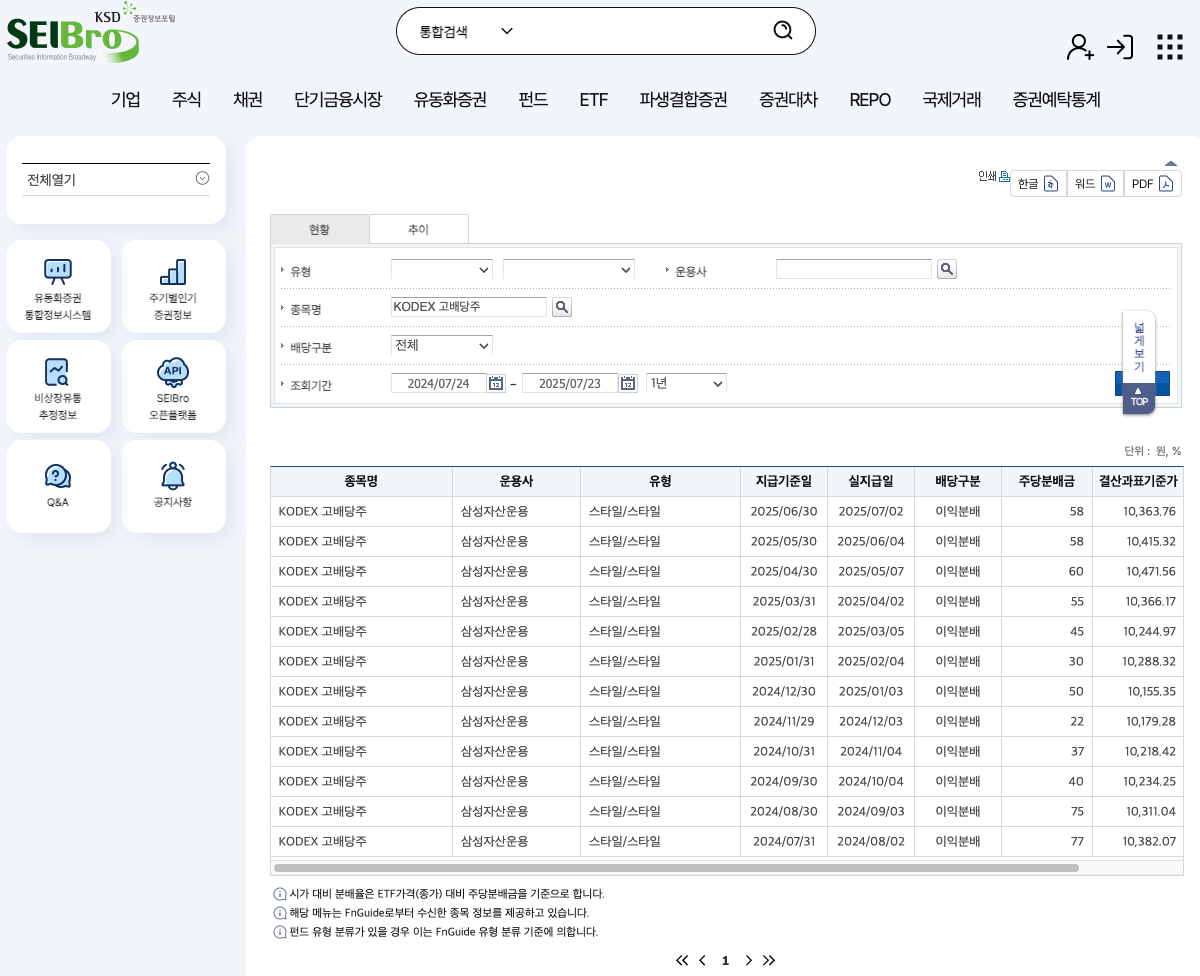 KSD 증권정보포털
SEIBro
Securities Information Broadway
통합검색
기업 주식 채권 단기금융시장 유동화증권 펀드 ETF 파생결합증권 증권대차 REPO 국제거래 증권예탁통계
전체열기
유동화증권
통합정보시스템
주기별인기
증권정보
비상장유통
추정정보
API
SEIBro
오픈플랫폼
Q&A
공지사항
인쇄 한글 워드 PDF
현황 추이
유형 운용사
종목명 KODEX 고배당주
배당구분 전체
조회기간 2024/07/24 ~ 2025/07/23 1년
넓게보기
TOP
단위 : 원, %
종목명 운용사 유형 지급기준일 실지급일 배당구분 주당분배금 결산과표기준가
KODEX 고배당주 삼성자산운용 스타일/스타일 2025/06/30 2025/07/02 이익분배 58 10,363.76
KODEX 고배당주 삼성자산운용 스타일/스타일 2025/05/30 2025/06/04 이익분배 58 10,415.32
KODEX 고배당주 삼성자산운용 스타일/스타일 2025/04/30 2025/05/07 이익분배 60 10,471.56
KODEX 고배당주 삼성자산운용 스타일/스타일 2025/03/31 2025/04/02 이익분배 55 10,366.17
KODEX 고배당주 삼성자산운용 스타일/스타일 2025/02/28 2025/03/05 이익분배 45 10,244.97
KODEX 고배당주 삼성자산운용 스타일/스타일 2025/01/31 2025/02/04 이익분배 30 10,288.32
KODEX 고배당주 삼성자산운용 스타일/스타일 2024/12/30 2025/01/03 이익분배 50 10,155.35
KODEX 고배당주 삼성자산운용 스타일/스타일 2024/11/29 2024/12/03 이익분배 22 10,179.28
KODEX 고배당주 삼성자산운용 스타일/스타일 2024/10/31 2024/11/04 이익분배 37 10,218.42
KODEX 고배당주 삼성자산운용 스타일/스타일 2024/09/30 2024/10/04 이익분배 40 10,234.25
KODEX 고배당주 삼성자산운용 스타일/스타일 2024/08/30 2024/09/03 이익분배 75 10,311.04
KODEX 고배당주 삼성자산운용 스타일/스타일 2024/07/31 2024/08/02 이익분배 77 10,382.07
시가 대비 분배율은 ETF가격(종가) 대비 주당분배금을 기준으로 합니다.
해당 메뉴는 FnGuide로부터 수신한 종목 정보를 제공하고 있습니다.
펀드 유형 분류가 있을 경우 이는 FnGuide 유형 분류 기준에 의합니다.
1